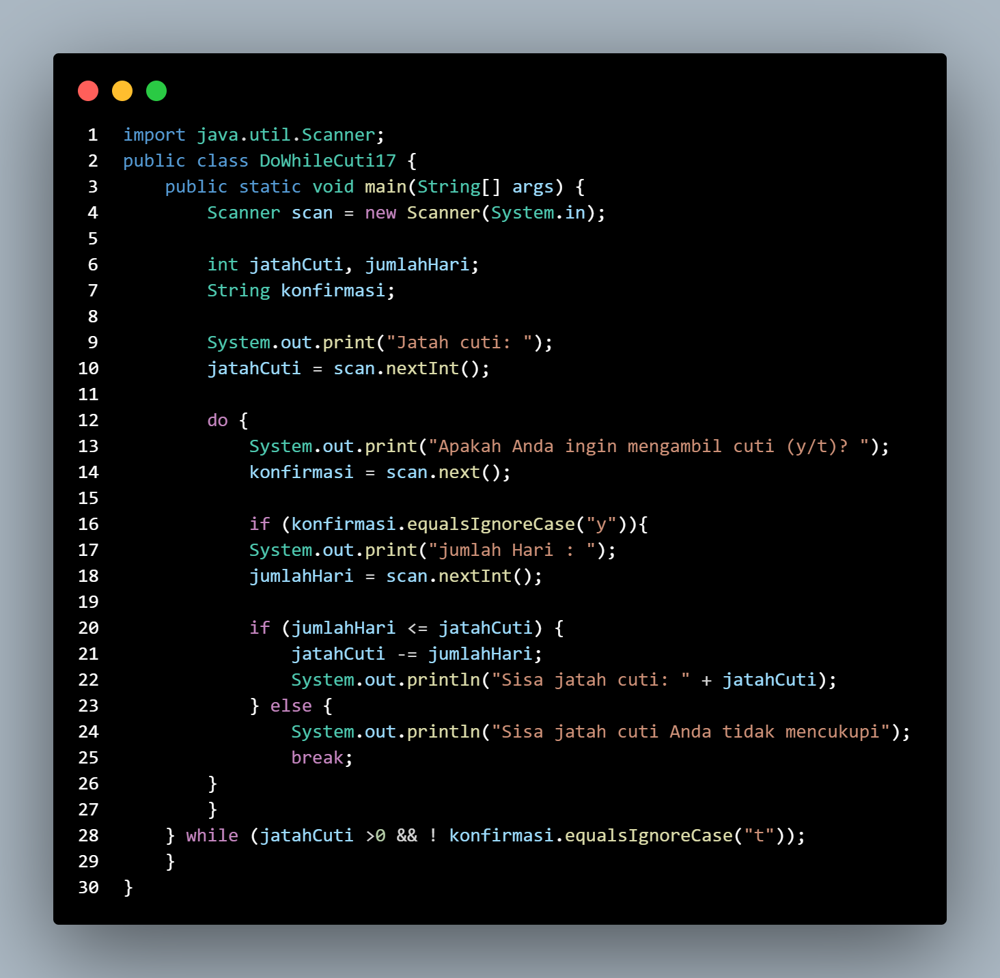 1 import java.util.Scanner;
2 public class DoWhileCuti17 {
3     public static void main(String[] args) {
4         Scanner scan = new Scanner(System.in);
5
6         int jatahCuti, jumlahHari;
7         String konfirmasi;
8
9         System.out.print("Jatah cuti: ");
10         jatahCuti = scan.nextInt();
11
12         do {
13             System.out.print("Apakah Anda ingin mengambil cuti (y/t)? ");
14             konfirmasi = scan.next();
15
16             if (konfirmasi.equalsIgnoreCase("y")){
17             System.out.print("jumlah Hari : ");
18             jumlahHari = scan.nextInt();
19
20             if (jumlahHari <= jatahCuti) {
21                 jatahCuti -= jumlahHari;
22                 System.out.println("Sisa jatah cuti: " + jatahCuti);
23             } else {
24                 System.out.println("Sisa jatah cuti Anda tidak mencukupi");
25                 break;
26         }
27         }
28     } while (jatahCuti >0 && ! konfirmasi.equalsIgnoreCase("t"));
29     }
30 }